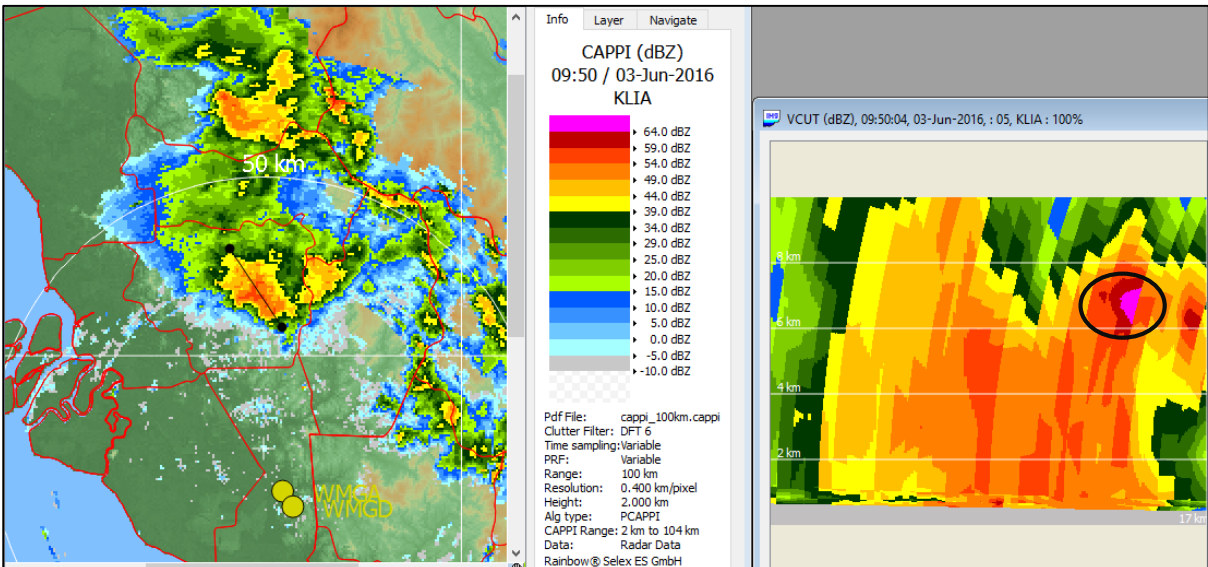 50 km
WMGA
WMGD
Info Layer Navigate
CAPPI (dBZ)
09:50 / 03-Jun-2016
KLIA
64.0 dBZ
59.0 dBZ
54.0 dBZ
49.0 dBZ
44.0 dBZ
39.0 dBZ
34.0 dBZ
29.0 dBZ
25.0 dBZ
20.0 dBZ
15.0 dBZ
10.0 dBZ
5.0 dBZ
0.0 dBZ
-5.0 dBZ
-10.0 dBZ
Pdf File: cappi_100km.cappi
Clutter Filter: DFT 6
Time sampling: Variable
PRF: Variable
Range: 100 km
Resolution: 0.400 km/pixel
Height: 2.000 km
Alg type: PCAPPI
CAPPI Range: 2 km to 104 km
Data: Radar Data
Rainbow® Selex ES GmbH
VCUT (dBZ), 09:50:04, 03-Jun-2016, : 05, KLIA : 100%
8 km
6 km
4 km
2 km
17 km